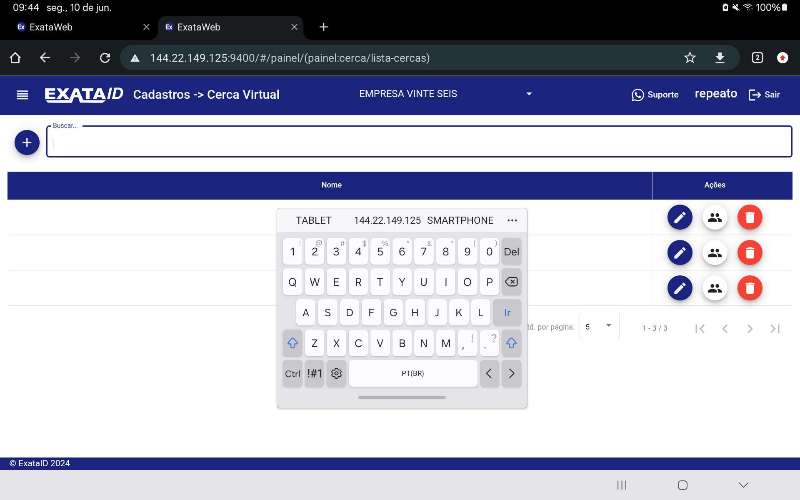 09:44 seg., 10 de jun. 100%
ExataWeb
ExataWeb
144.22.149.125:9400/#/painel/(painel:cerca/lista-cercas)
2
EXATAID Cadastros -> Cerca Virtual EMPRESA VINTE SEIS Suporte repeato Sair
Buscar...
Nome Ações
TABLET 144.22.149.125 SMARTPHONE ...
1 2 3 4 5 6 7 8 9 0 Del
Q W E R T Y U I O P
A S D F G H J K L Ir
Z X C V B N M , ! . ?
Ctrl !#1 PT(BR) < >
td. por página. 5 1 - 3 / 3
© ExataID 2024